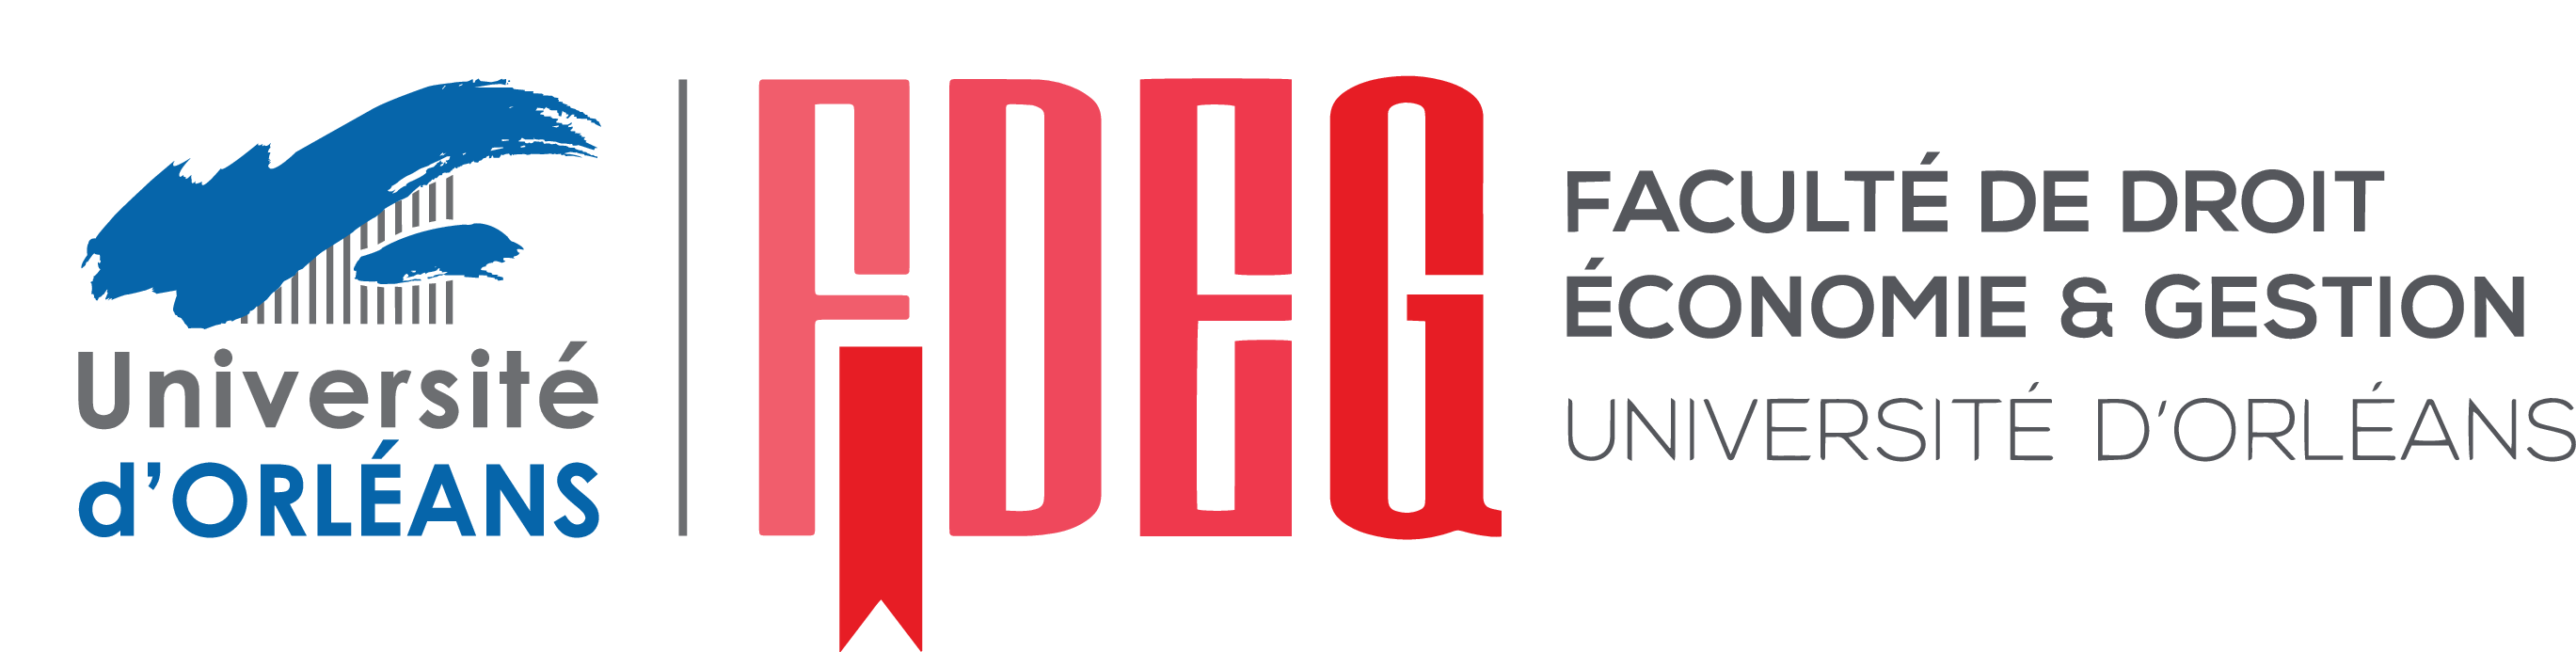 Université
d'ORLÉANS
FDEG
FACULTÉ DE DROIT
ÉCONOMIE & GESTION
UNIVERSITÉ D'ORLÉANS